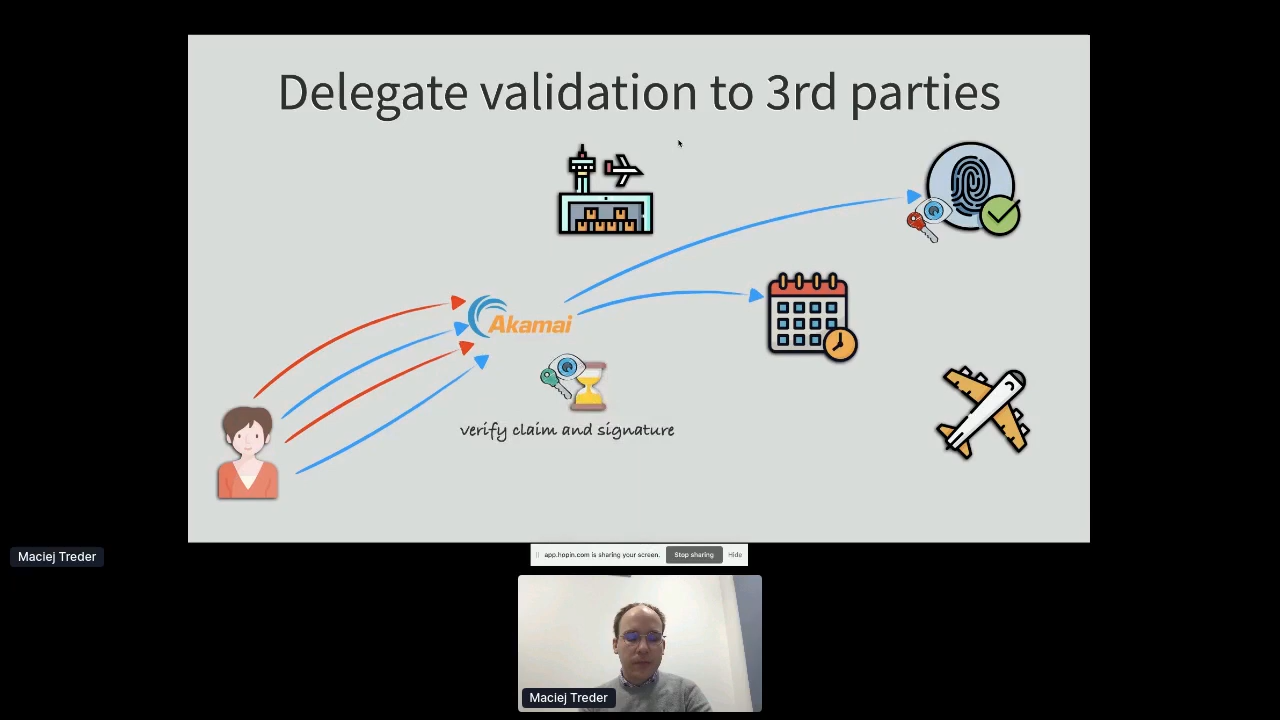 Delegate validation to 3rd parties
Akamai
verify claim and signature
Maciej Treder
app.hopin.com is sharing your screen.
Stop sharing
Hide
Maciej Treder